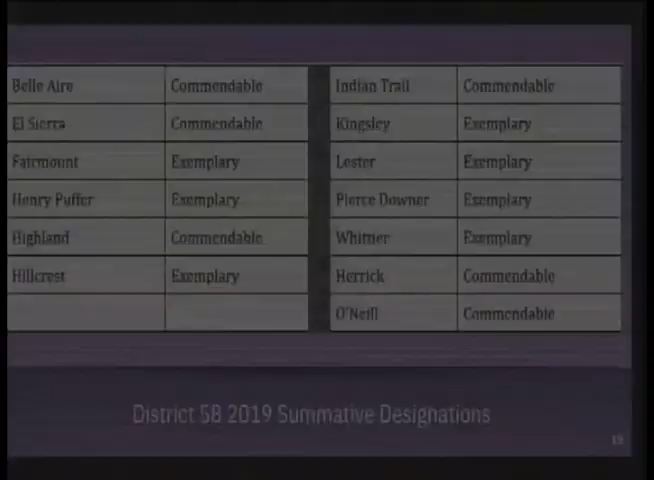 Belle Aire Commendable
El Sierra Commendable
Fairmount Exemplary
Henry Puffer Exemplary
Highland Commendable
Hillcrest Exemplary
Indian Trail Commendable
Kingsley Exemplary
Lester Exemplary
Pierce Downer Exemplary
Whitner Exemplary
Herrick Commendable
O'Neill Commendable
District 58 2019 Summative Designations